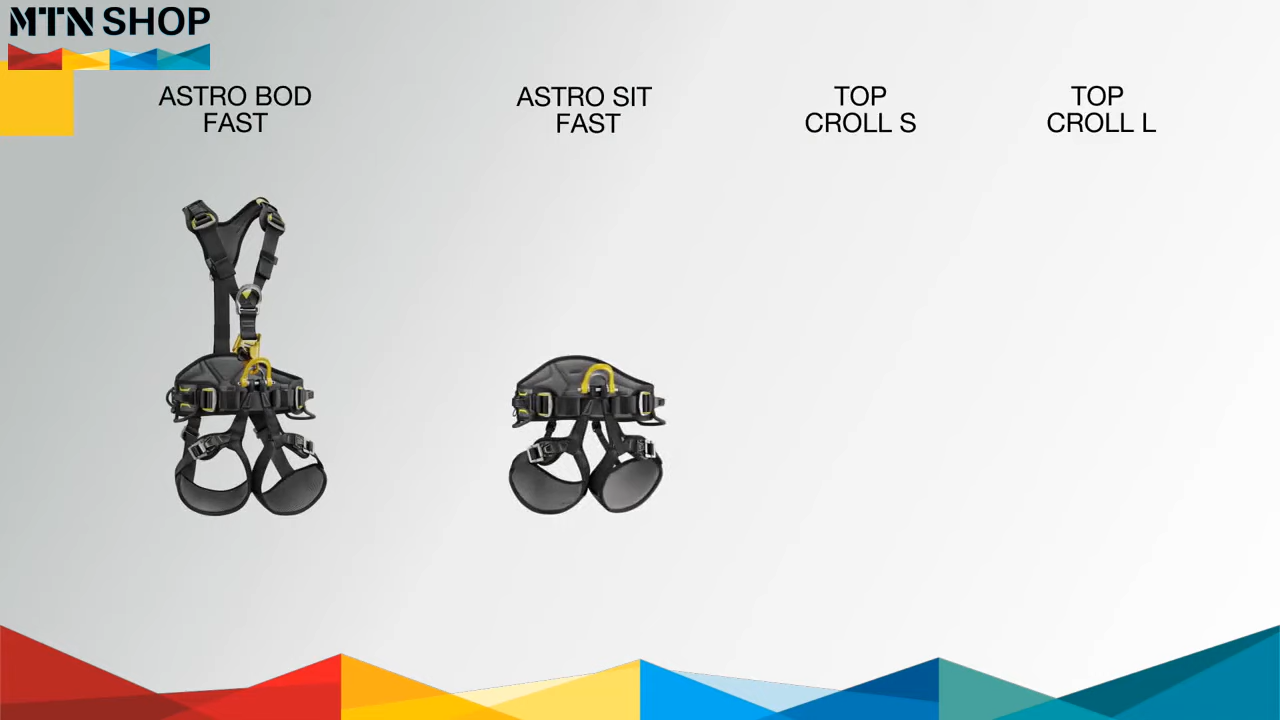 MTN SHOP
ASTRO BOD
FAST
ASTRO SIT
FAST
TOP
CROLL S
TOP
CROLL L